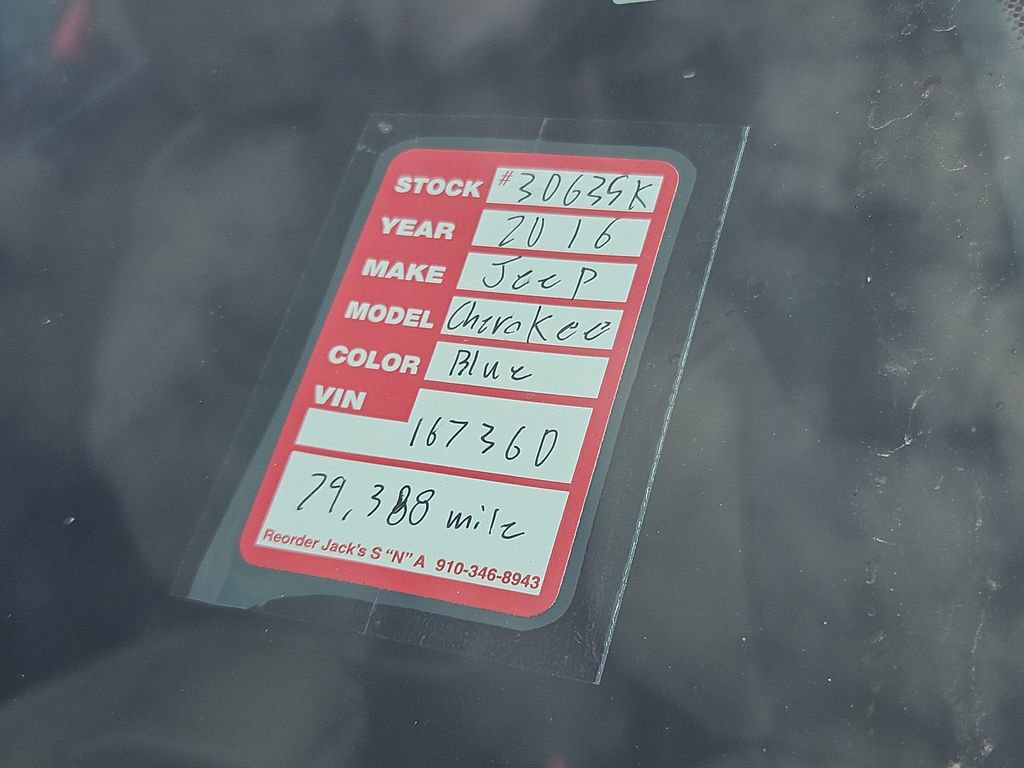 STOCK #30635K
YEAR 2016
MAKE Jeep
MODEL Cherokee
COLOR Blue
VIN
167360
79,388 mile
Reorder Jack's S "N" A 910-346-8943